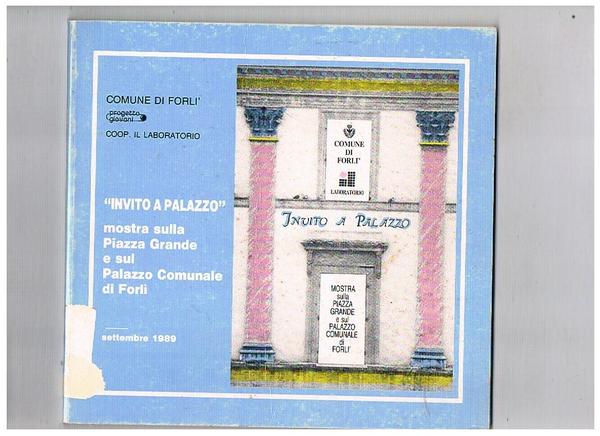 COMUNE DI FORLI'
progetto
giovani
COOP. IL LABORATORIO
“INVITO A PALAZZO”
mostra sulla
Piazza Grande
e sul
Palazzo Comunale
di Forlì
settembre 1989
COMUNE
DI
FORLI'
LABORATORIO
INVITO A PALAZZO
MOSTRA
sulla
PIAZZA
GRANDE
e sul
PALAZZO
COMUNALE
di
FORLI'